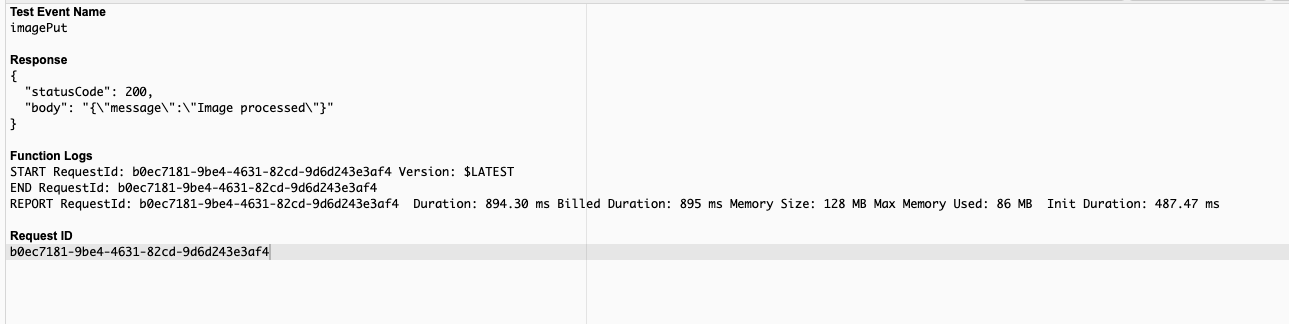 Test Event Name
imagePut
Response
{
  "statusCode": 200,
  "body": "{\"message\":\"Image processed\"}"
}
Function Logs
START RequestId: b0ec7181-9be4-4631-82cd-9d6d243e3af4 Version: $LATEST
END RequestId: b0ec7181-9be4-4631-82cd-9d6d243e3af4
REPORT RequestId: b0ec7181-9be4-4631-82cd-9d6d243e3af4  Duration: 894.30 ms Billed Duration: 895 ms Memory Size: 128 MB Max Memory Used: 86 MB  Init Duration: 487.47 ms
Request ID
b0ec7181-9be4-4631-82cd-9d6d243e3af4